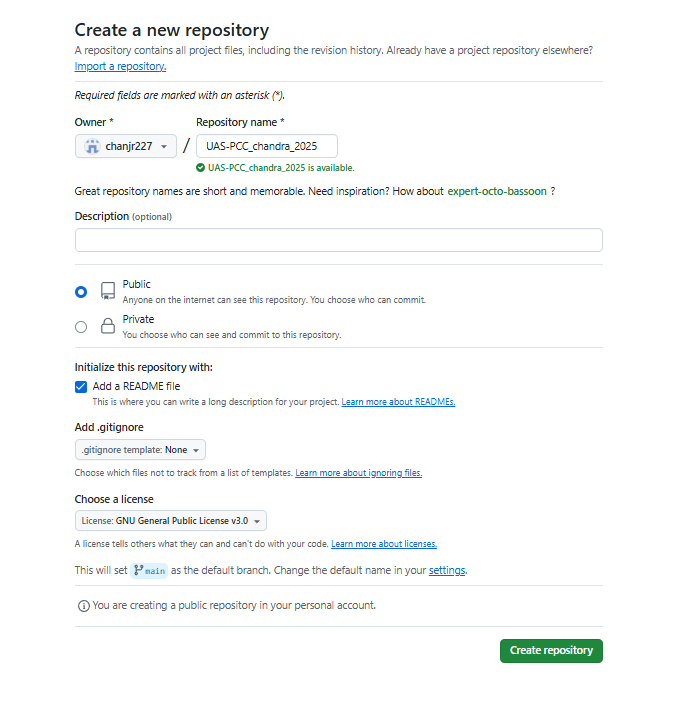 Create a new repository
A repository contains all project files, including the revision history. Already have a project repository elsewhere?
Import a repository.
Required fields are marked with an asterisk (*).
Owner * Repository name *
chanjr227 / UAS-PCC_chandra_2025
UAS-PCC_chandra_2025 is available.
Great repository names are short and memorable. Need inspiration? How about expert-octo-bassoon ?
Description (optional)
Public
Anyone on the internet can see this repository. You choose who can commit.
Private
You choose who can see and commit to this repository.
Initialize this repository with:
Add a README file
This is where you can write a long description for your project. Learn more about READMEs.
Add .gitignore
.gitignore template: None
Choose which files not to track from a list of templates. Learn more about ignoring files.
Choose a license
License: GNU General Public License v3.0
A license tells others what they can and can't do with your code. Learn more about licenses.
This will set main as the default branch. Change the default name in your settings.
You are creating a public repository in your personal account.
Create repository